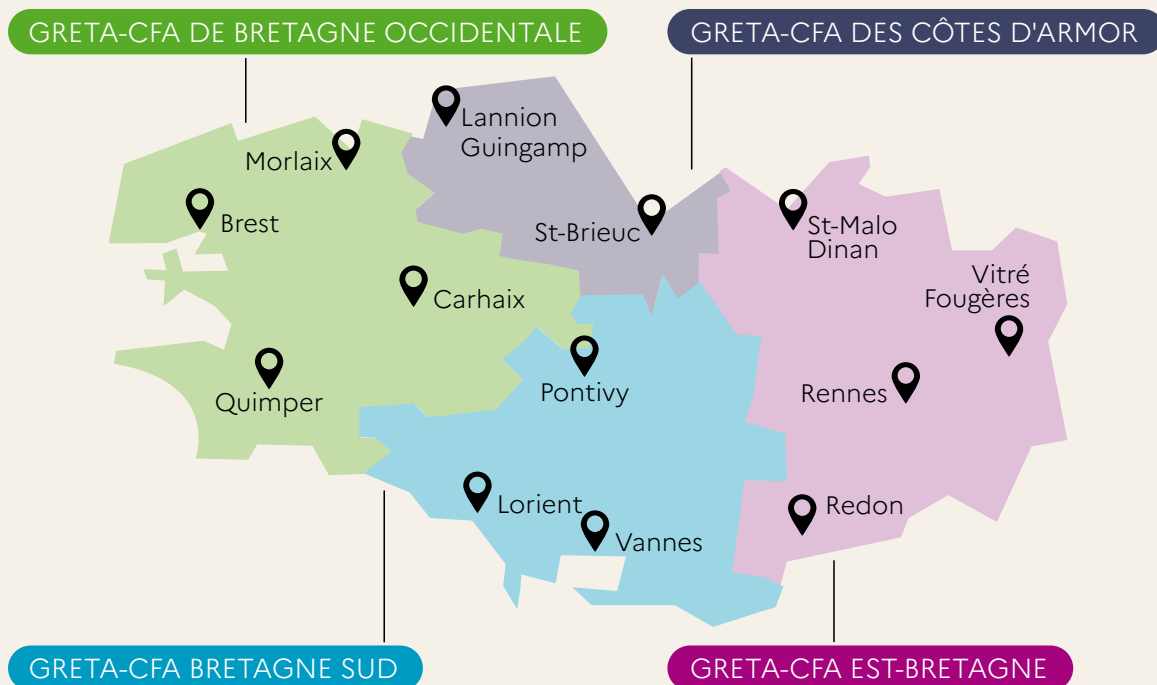 GRETA-CFA DE BRETAGNE OCCIDENTALE
GRETA-CFA DES CÔTES D'ARMOR
Lannion
Guingamp
Morlaix
Brest
St-Brieuc
St-Malo
Dinan
Vitré
Fougères
Carhaix
Quimper
Pontivy
Rennes
Lorient
Vannes
Redon
GRETA-CFA BRETAGNE SUD
GRETA-CFA EST-BRETAGNE